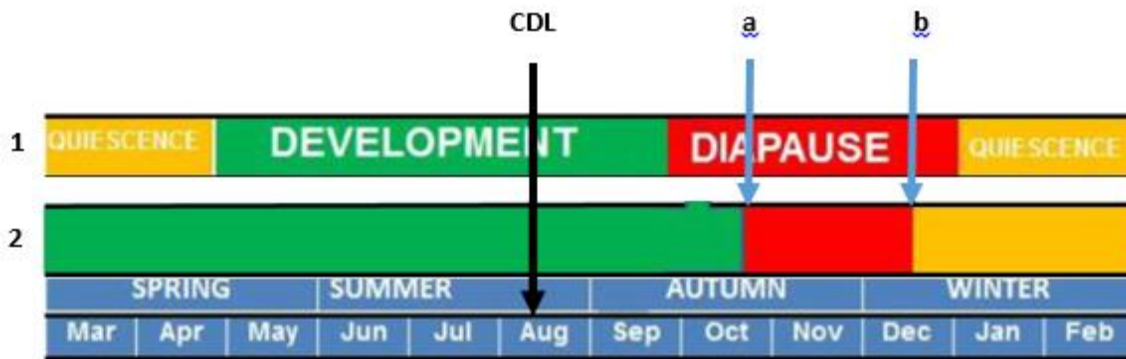 CDL a b
1 QUIESCENCE DEVELOPMENT DIAPAUSE QUIESCENCE
2
SPRING SUMMER AUTUMN WINTER
Mar Apr May Jun Jul Aug Sep Oct Nov Dec Jan Feb